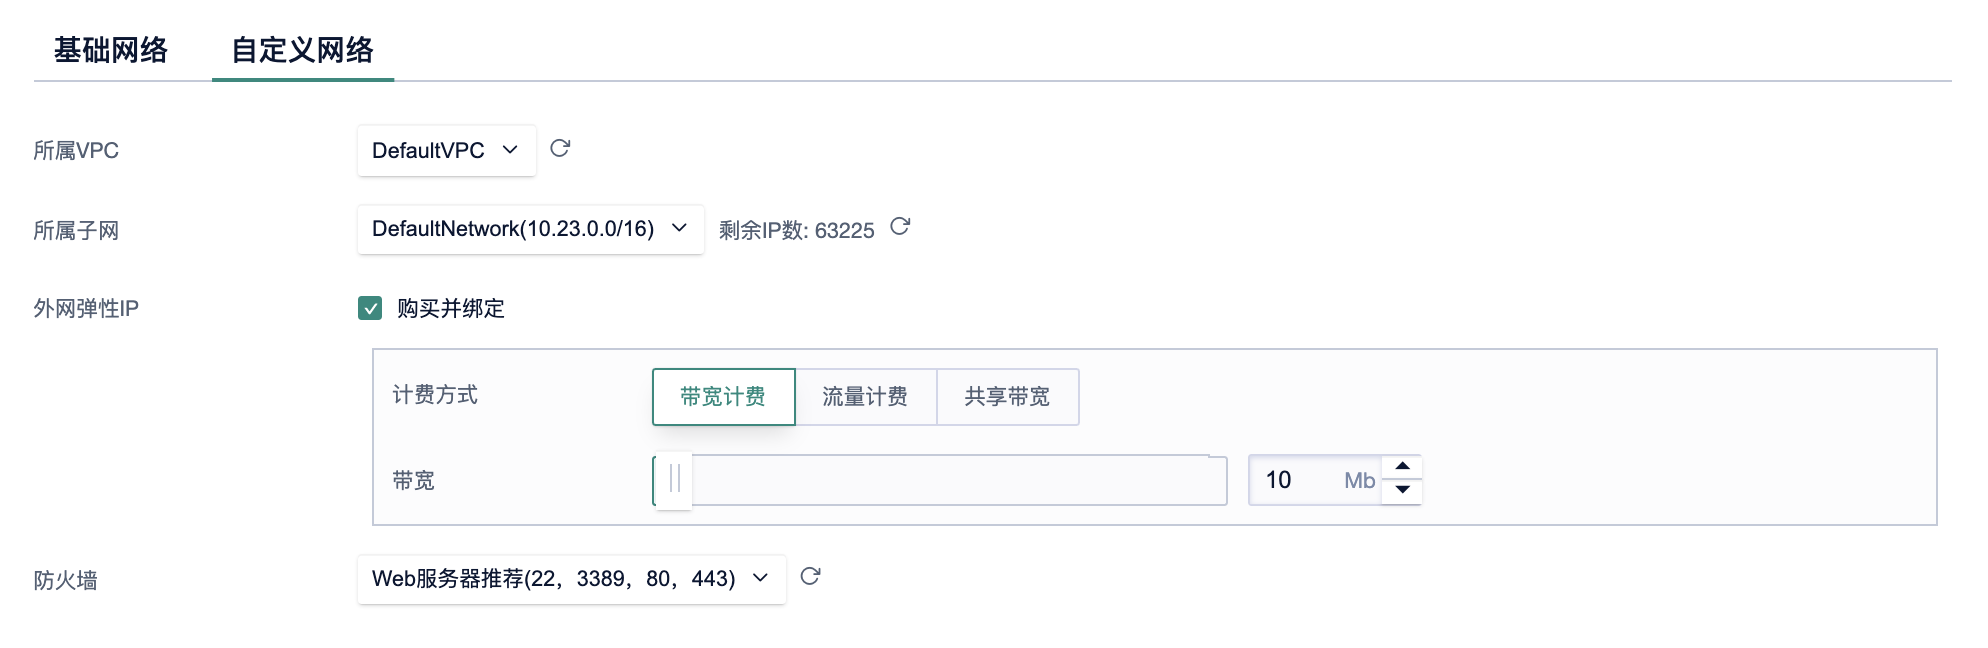 基础网络 自定义网络
所属VPC DefaultVPC
所属子网 DefaultNetwork(10.23.0.0/16) 剩余IP数: 63225
外网弹性IP 购买并绑定
计费方式 带宽计费 流量计费 共享带宽
带宽 10 Mb
防火墙 Web服务器推荐(22，3389，80，443)